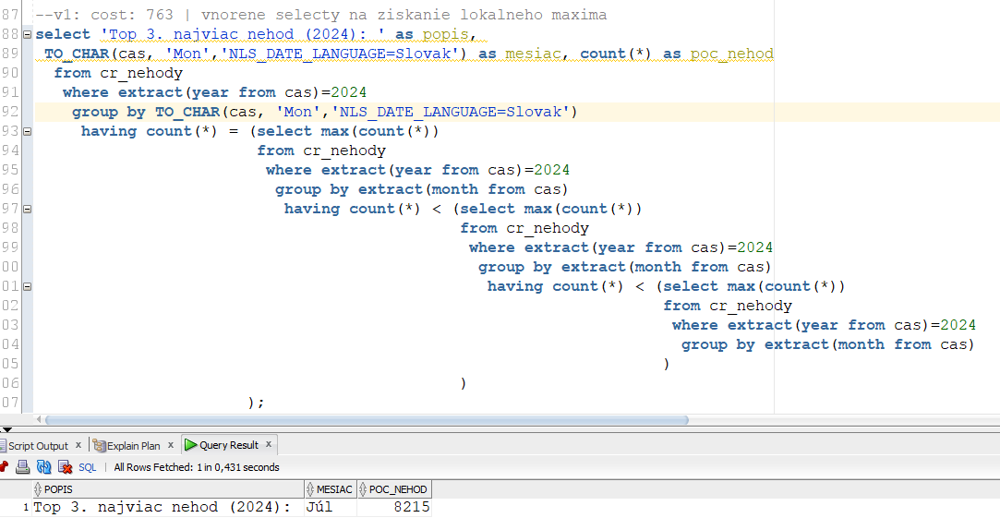 87 --v1: cost: 763 | vnorene selecty na ziskanie lokalneho maxima
88 select 'Top 3. najviac nehod (2024): ' as popis,
89 TO_CHAR(cas, 'Mon','NLS_DATE_LANGUAGE=Slovak') as mesiac, count(*) as poc_nehod
90 from cr_nehody
91 where extract(year from cas)=2024
92 group by TO_CHAR(cas, 'Mon','NLS_DATE_LANGUAGE=Slovak')
93 having count(*) = (select max(count(*))
94 from cr_nehody
95 where extract(year from cas)=2024
96 group by extract(month from cas)
97 having count(*) < (select max(count(*))
98 from cr_nehody
99 where extract(year from cas)=2024
00 group by extract(month from cas)
01 having count(*) < (select max(count(*))
02 from cr_nehody
03 where extract(year from cas)=2024
04 group by extract(month from cas)
05 )
06 )
07 );
Script Output x Explain Plan x Query Result x
SQL | All Rows Fetched: 1 in 0,431 seconds
POPIS MESIAC POC_NEHOD
1 Top 3. najviac nehod (2024): Júl 8215